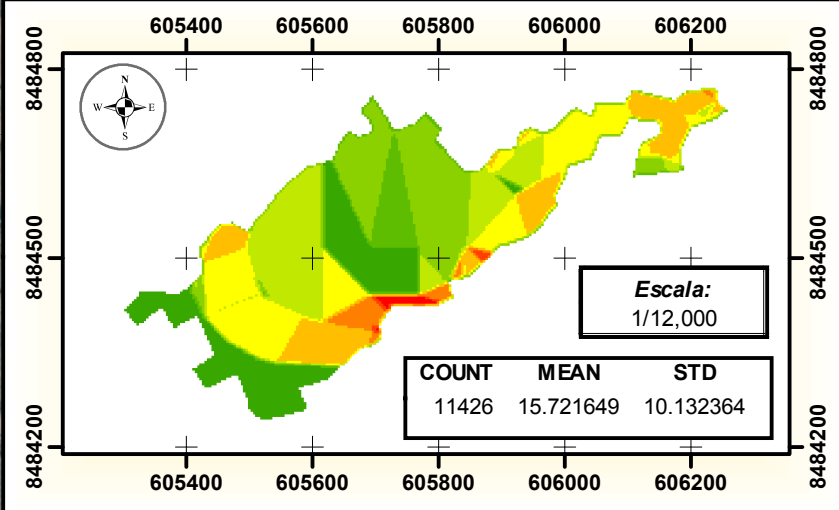 605400 605600 605800 606000 606200
8484800 8484800
N
W E
S
8484500 8484500
Escala:
1/12,000
COUNT MEAN STD
11426 15.721649 10.132364
8484200 8484200
605400 605600 605800 606000 606200